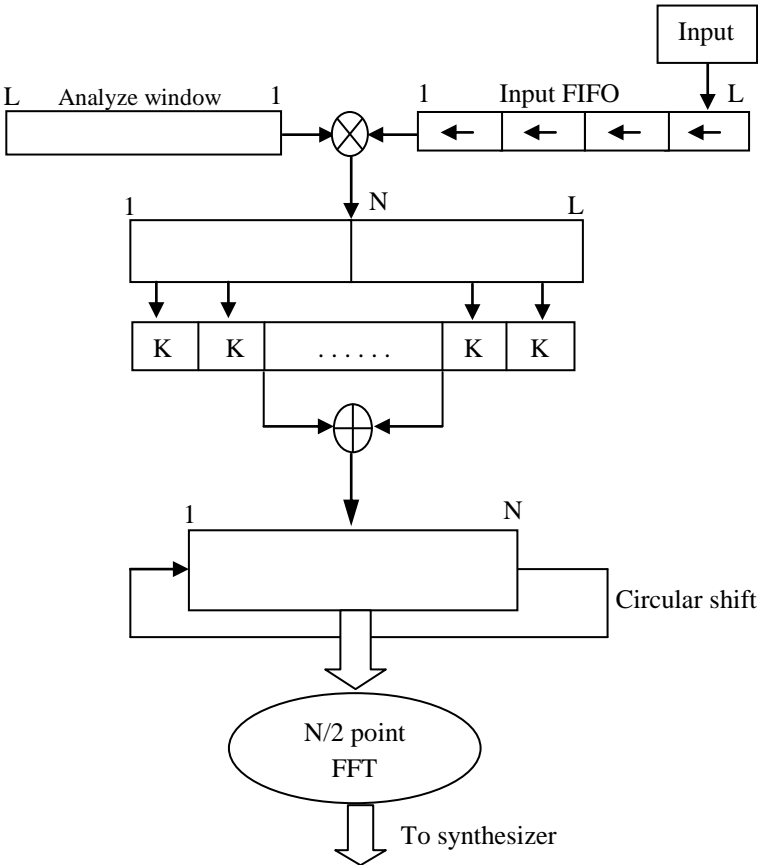 Input
L Analyze window 1
1 Input FIFO L
1 N L
K K . . . . . . K K
1 N
Circular shift
N/2 point
FFT
To synthesizer